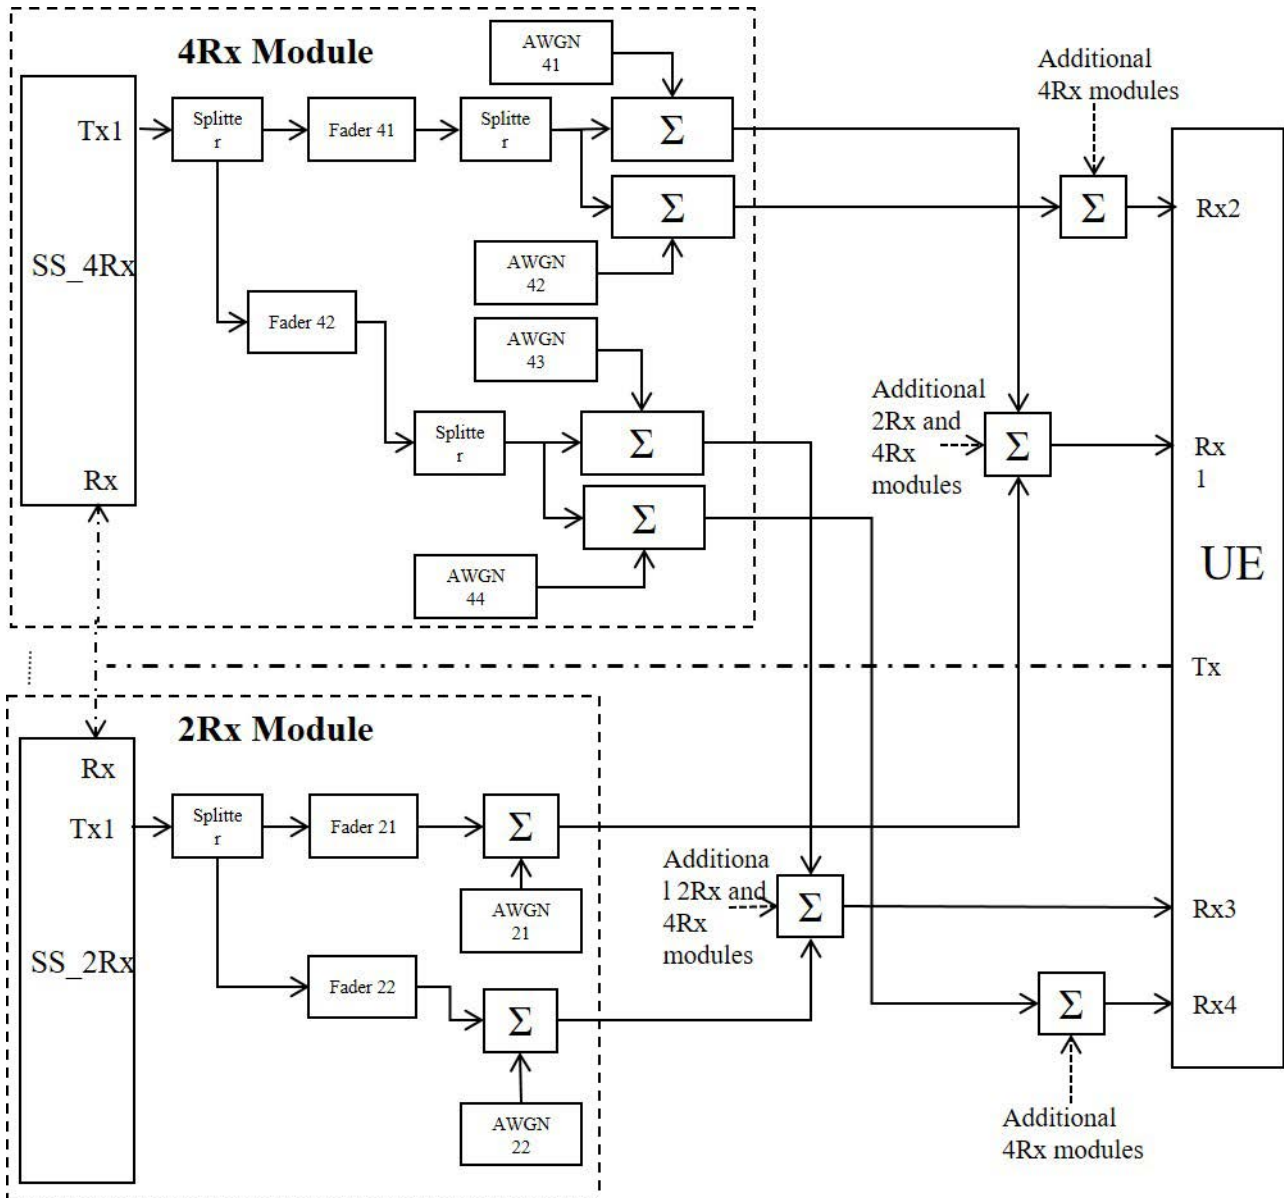 4Rx Module
AWGN
41
Additional
4Rx modules
Tx1
Splitte
r
Fader 41
Splitte
r
Σ
Σ
Σ
Rx2
SS_4Rx
AWGN
42
Fader 42
AWGN
43
Additional
2Rx and
4Rx
modules
Σ
Rx
1
Splitte
r
Σ
Rx
Σ
AWGN
44
UE
Tx
2Rx Module
Rx
Tx1
Splitte
r
Fader 21
Σ
Additiona
l 2Rx and
4Rx
modules
Σ
Rx3
AWGN
21
SS_2Rx
Fader 22
Σ
Σ
Rx4
AWGN
22
Additional
4Rx modules